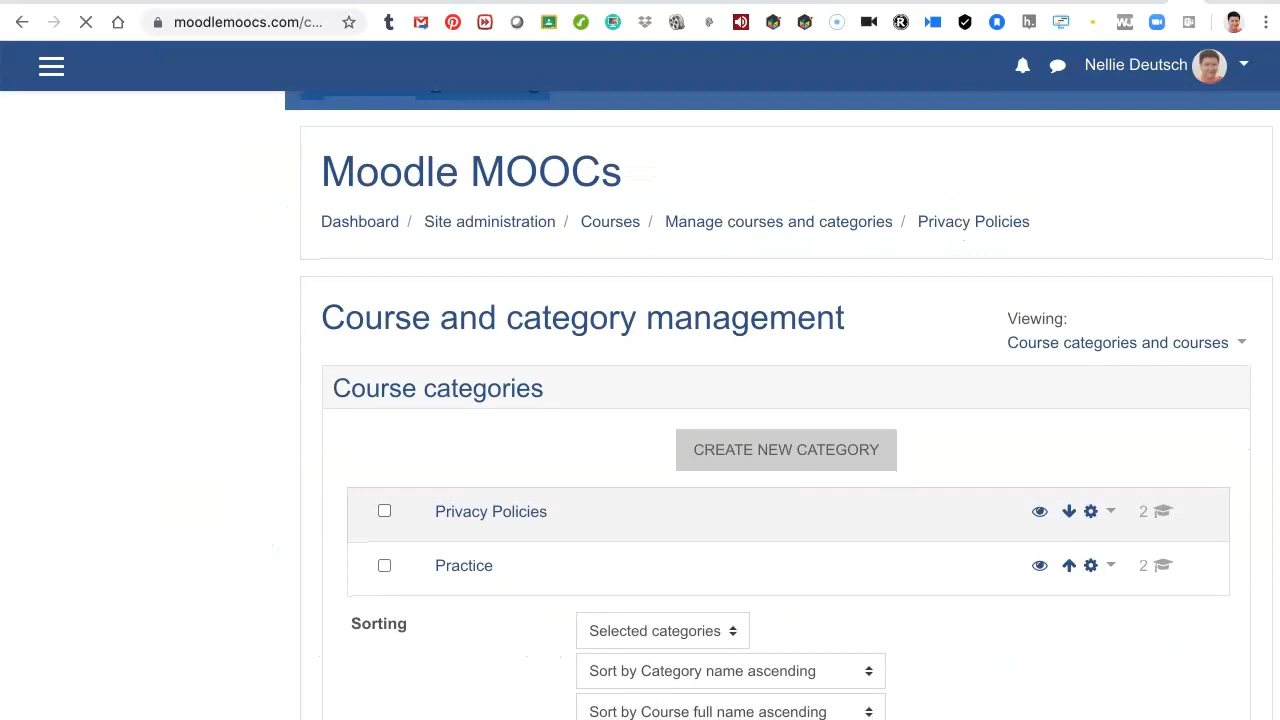 moodlemoocs.com/c...
Nellie Deutsch
Moodle MOOCs
Dashboard / Site administration / Courses / Manage courses and categories / Privacy Policies
Course and category management
Viewing:
Course categories and courses
Course categories
CREATE NEW CATEGORY
Privacy Policies 2
Practice 2
Sorting
Selected categories
Sort by Category name ascending
Sort by Course full name ascending